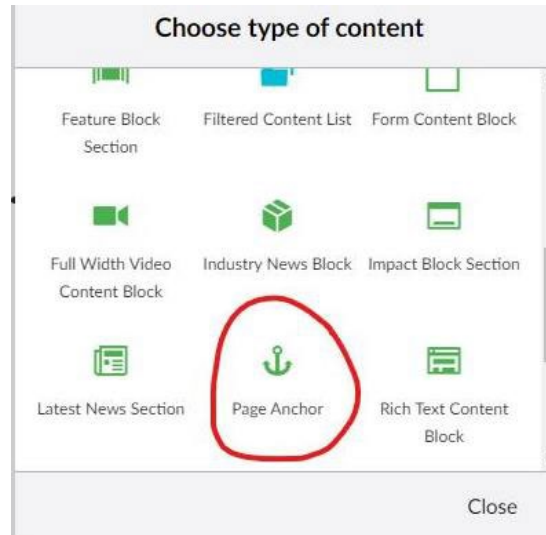 Choose type of content
Feature Block
Section
Filtered Content List
Form Content Block
Full Width Video
Content Block
Industry News Block
Impact Block Section
Latest News Section
Page Anchor
Rich Text Content
Block
Close